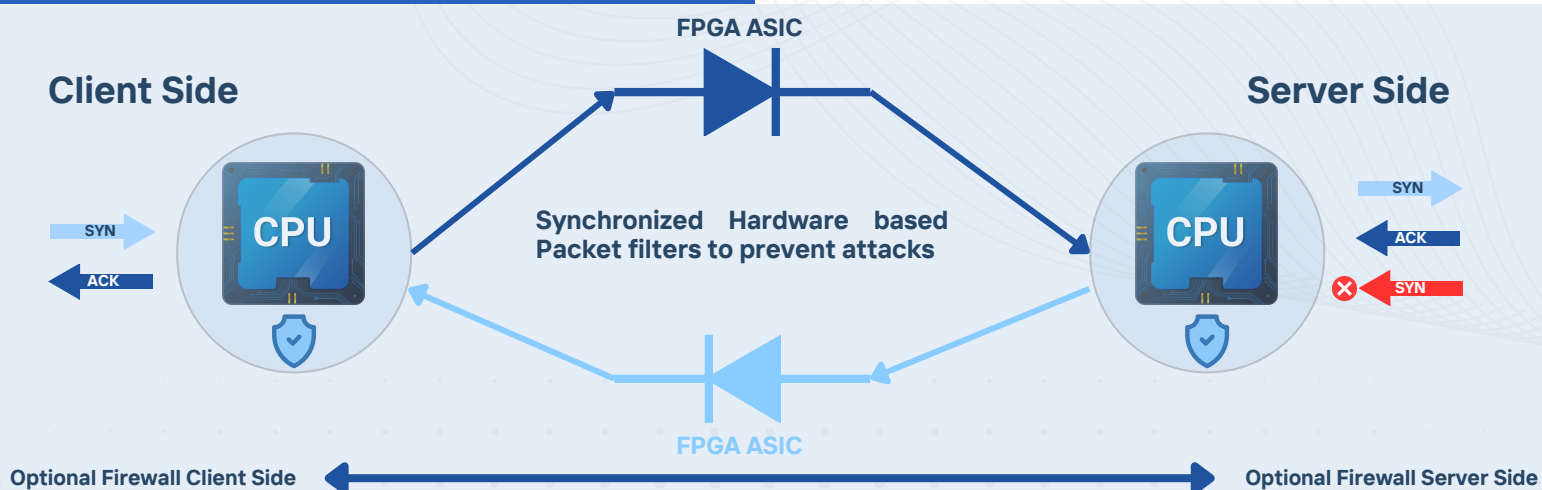 FPGA ASIC
Client Side
Server Side
CPU
CPU
SYN
ACK
SYN
ACK
SYN
Synchronized Hardware based
Packet filters to prevent attacks
FPGA ASIC
Optional Firewall Client Side
Optional Firewall Server Side